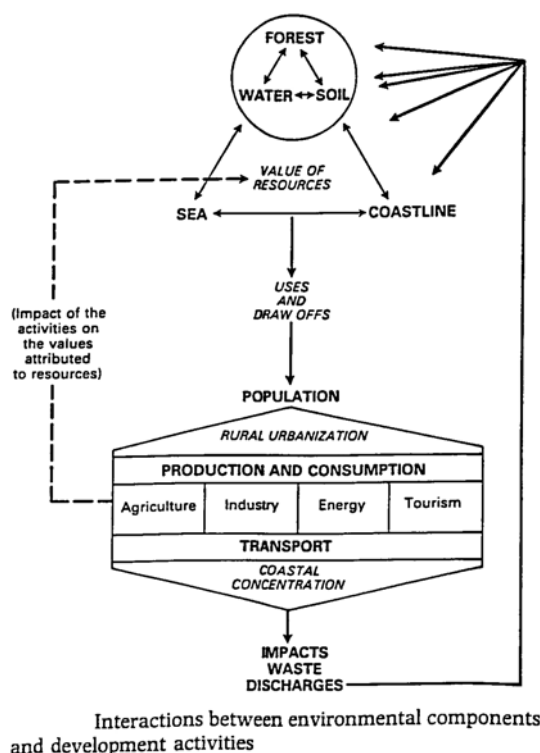 FOREST
WATER SOIL
VALUE OF
RESOURCES
SEA COASTLINE
(Impact of the
activities on
the values
attributed
to resources)
USES
AND
DRAW OFFS
POPULATION
RURAL URBANIZATION
PRODUCTION AND CONSUMPTION
Agriculture Industry Energy Tourism
TRANSPORT
COASTAL
CONCENTRATION
IMPACTS
WASTE
DISCHARGES
Interactions between environmental components
and development activities